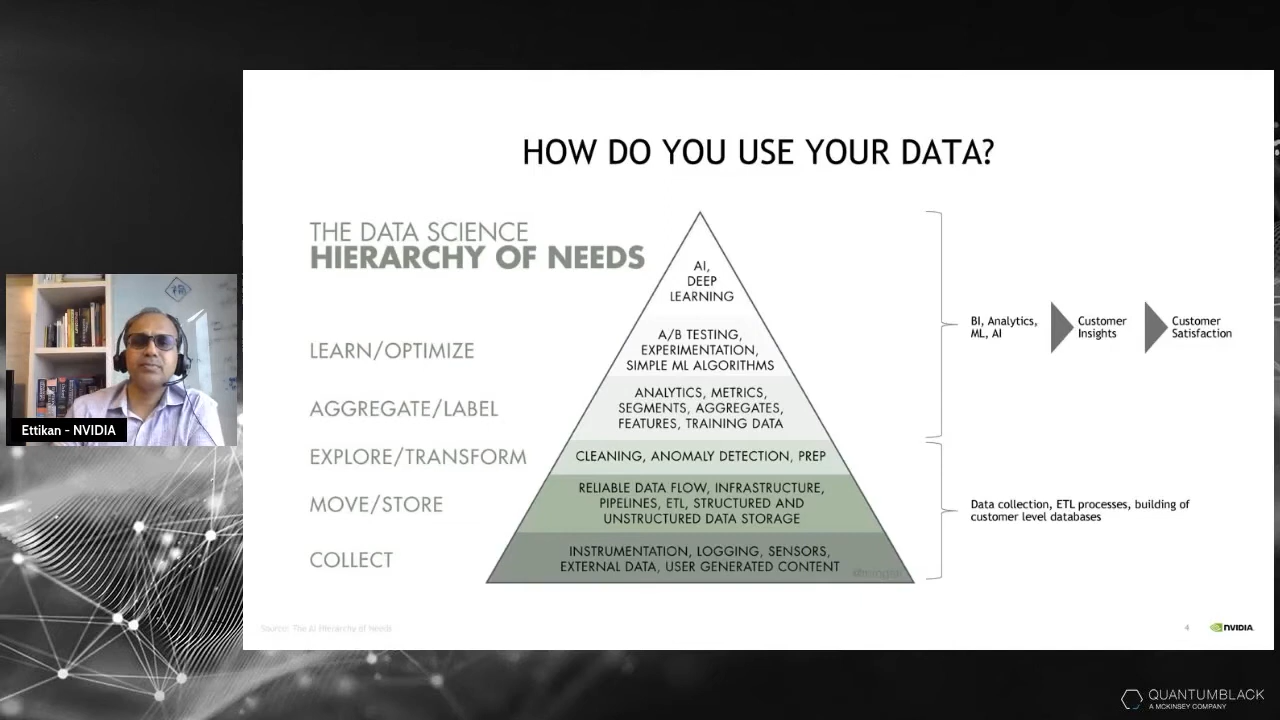 HOW DO YOU USE YOUR DATA?
THE DATA SCIENCE
HIERARCHY OF NEEDS
AI,
DEEP
LEARNING
LEARN/OPTIMIZE
A/B TESTING,
EXPERIMENTATION,
SIMPLE ML ALGORITHMS
AGGREGATE/LABEL
ANALYTICS, METRICS,
SEGMENTS, AGGREGATES,
FEATURES, TRAINING DATA
EXPLORE/TRANSFORM
CLEANING, ANOMALY DETECTION, PREP
MOVE/STORE
RELIABLE DATA FLOW, INFRASTRUCTURE,
PIPELINES, ETL, STRUCTURED AND
UNSTRUCTURED DATA STORAGE
COLLECT
INSTRUMENTATION, LOGGING, SENSORS,
EXTERNAL DATA, USER GENERATED CONTENT
BI, Analytics,
ML, AI
Customer
Insights
Customer
Satisfaction
Data collection, ETL processes, building of
customer level databases
Source: The AI Hierarchy of Needs
4
NVIDIA
Ettikan - NVIDIA
QUANTUMBLACK
A MCKINSEY COMPANY